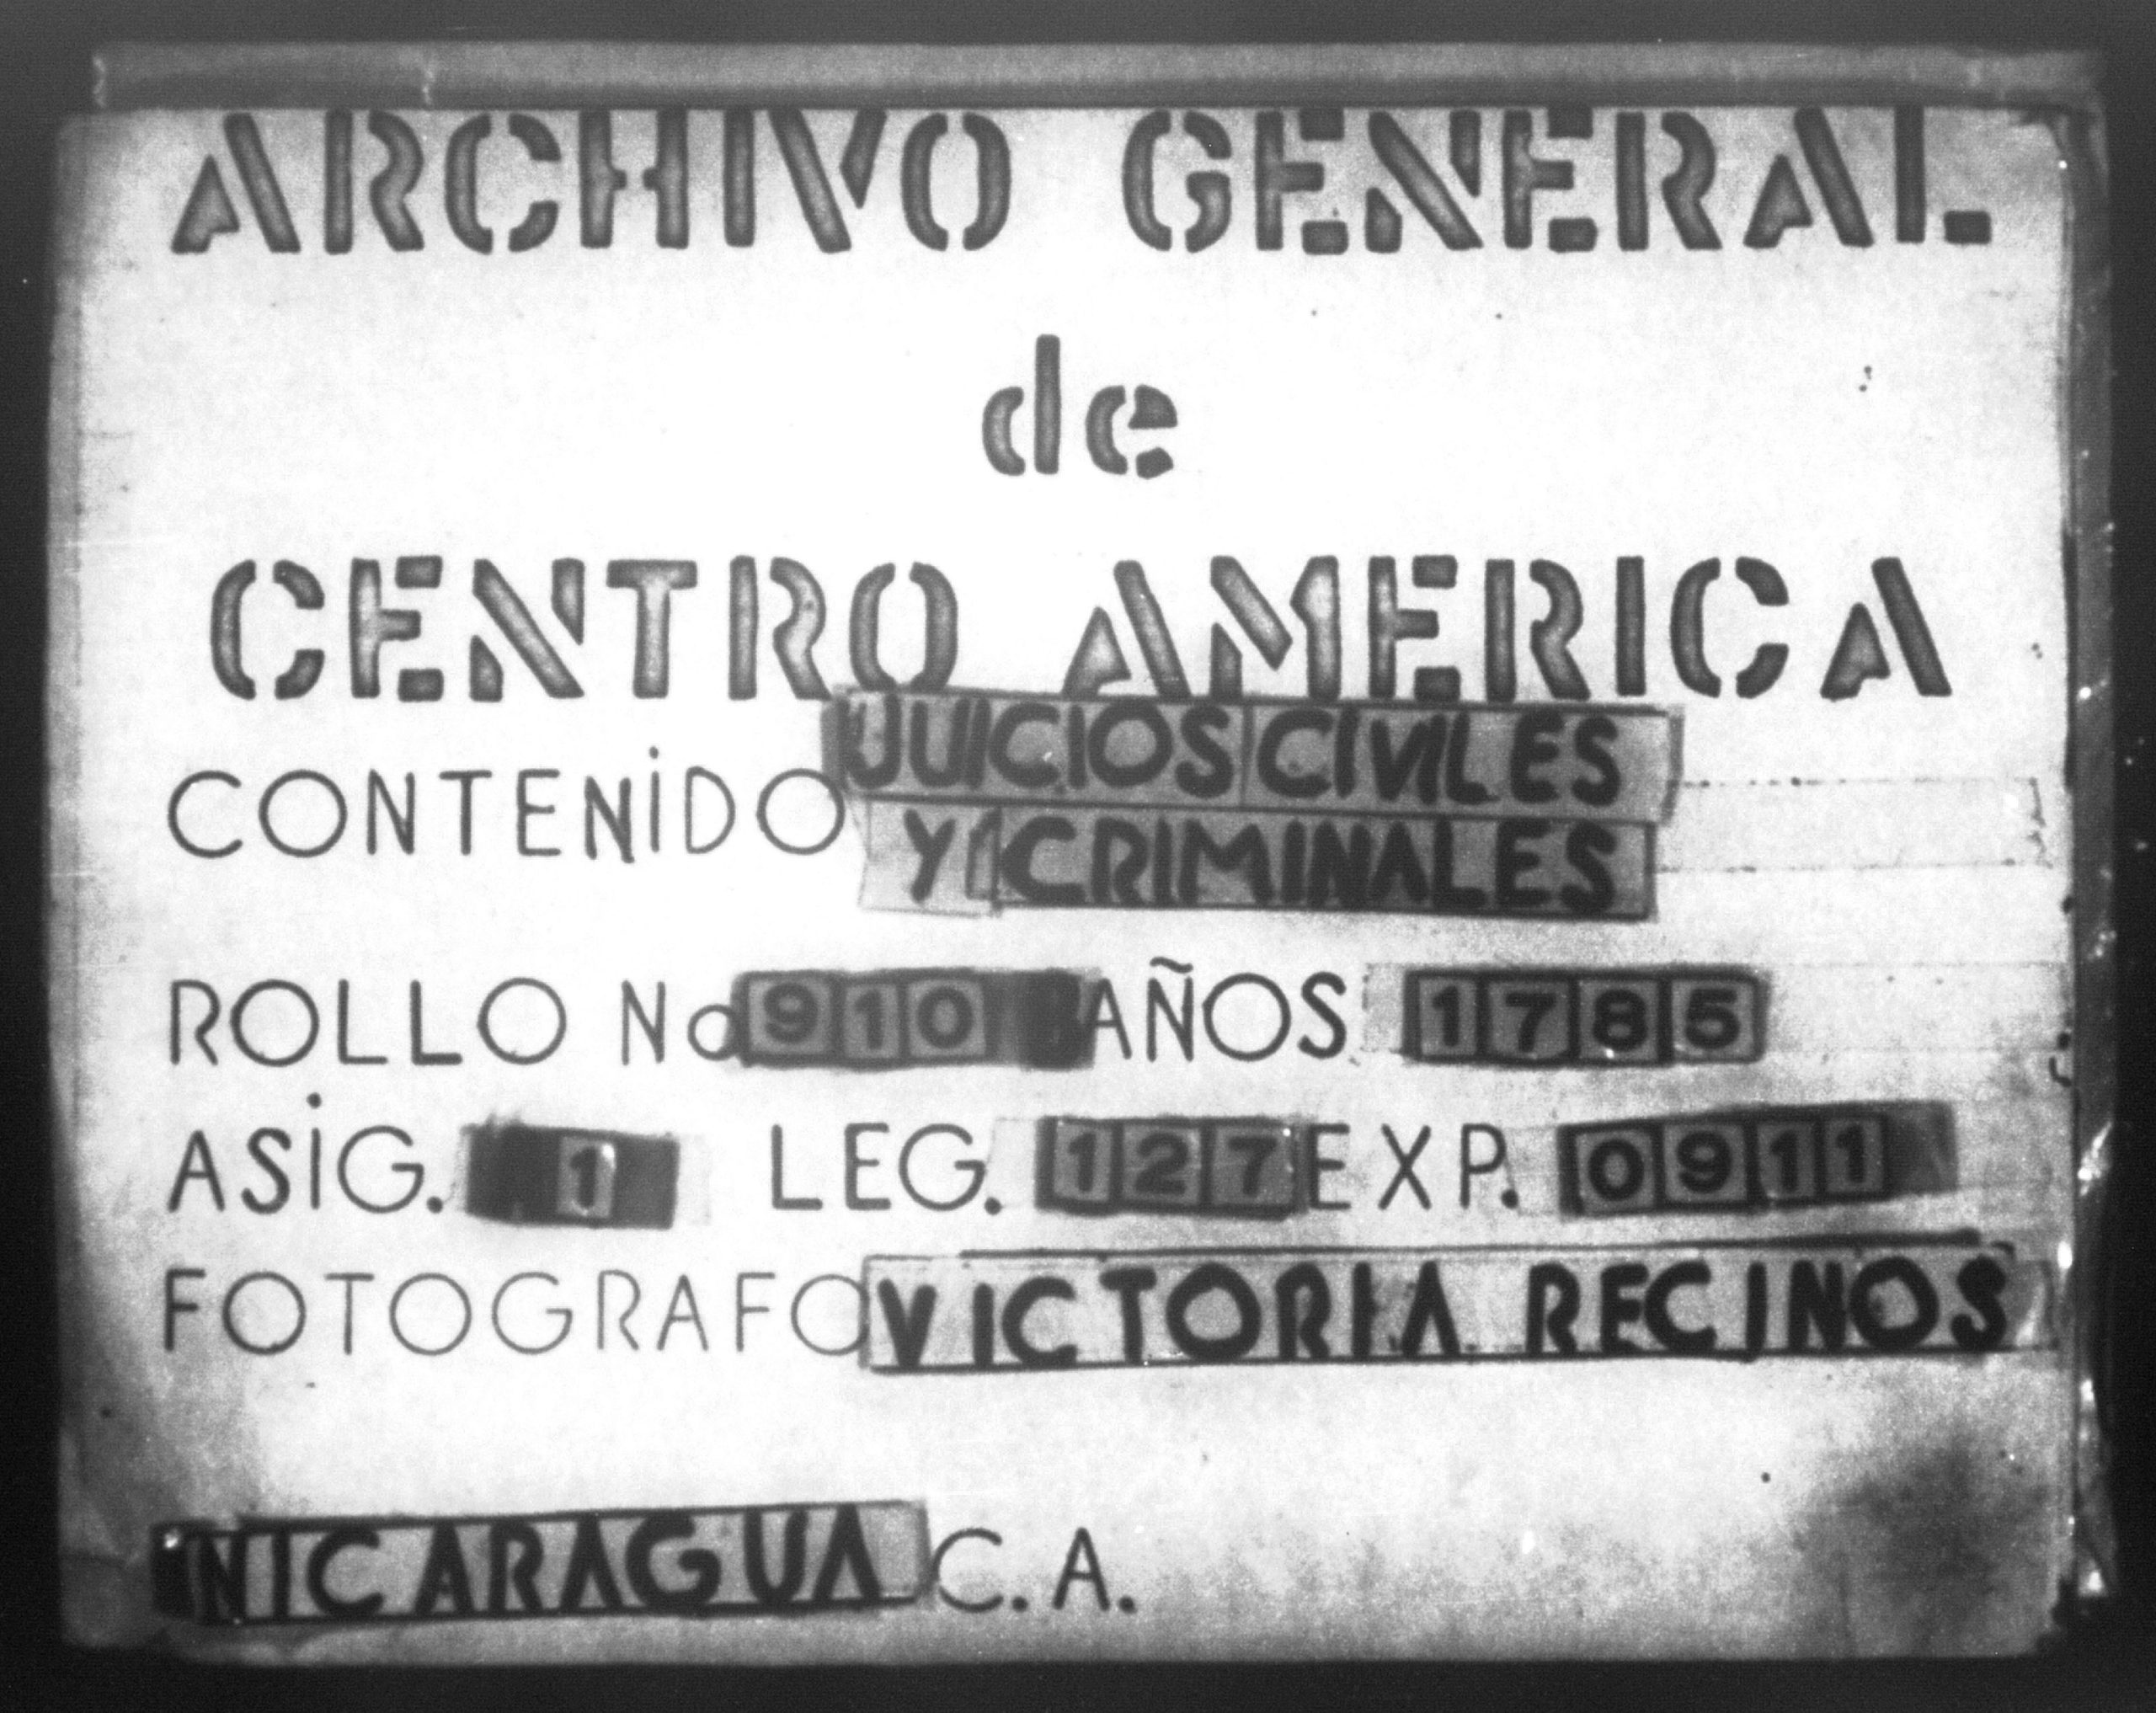 ARCHIVO GENERAL
de
CENTRO AMERICA
CONTENIDO JUICIOS CIVILES
Y CRIMINALES
ROLLO No 910 AÑOS 1785
ASIG. 1 LEG. 127 EXP. 0911
FOTOGRAFO VICTORIA RECINOS
NICARAGUA C.A.